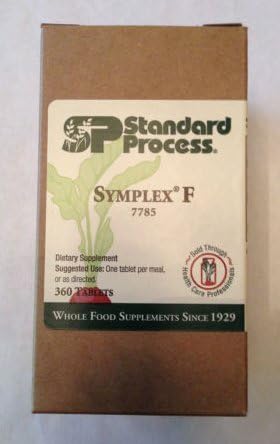 SP Standard
Process®
SYMPLEX® F
7785
Dietary Supplement
Suggested Use: One tablet per meal,
or as directed.
360 TABLETS
Sold Through
Health Care Professionals
WHOLE FOOD SUPPLEMENTS SINCE 1929